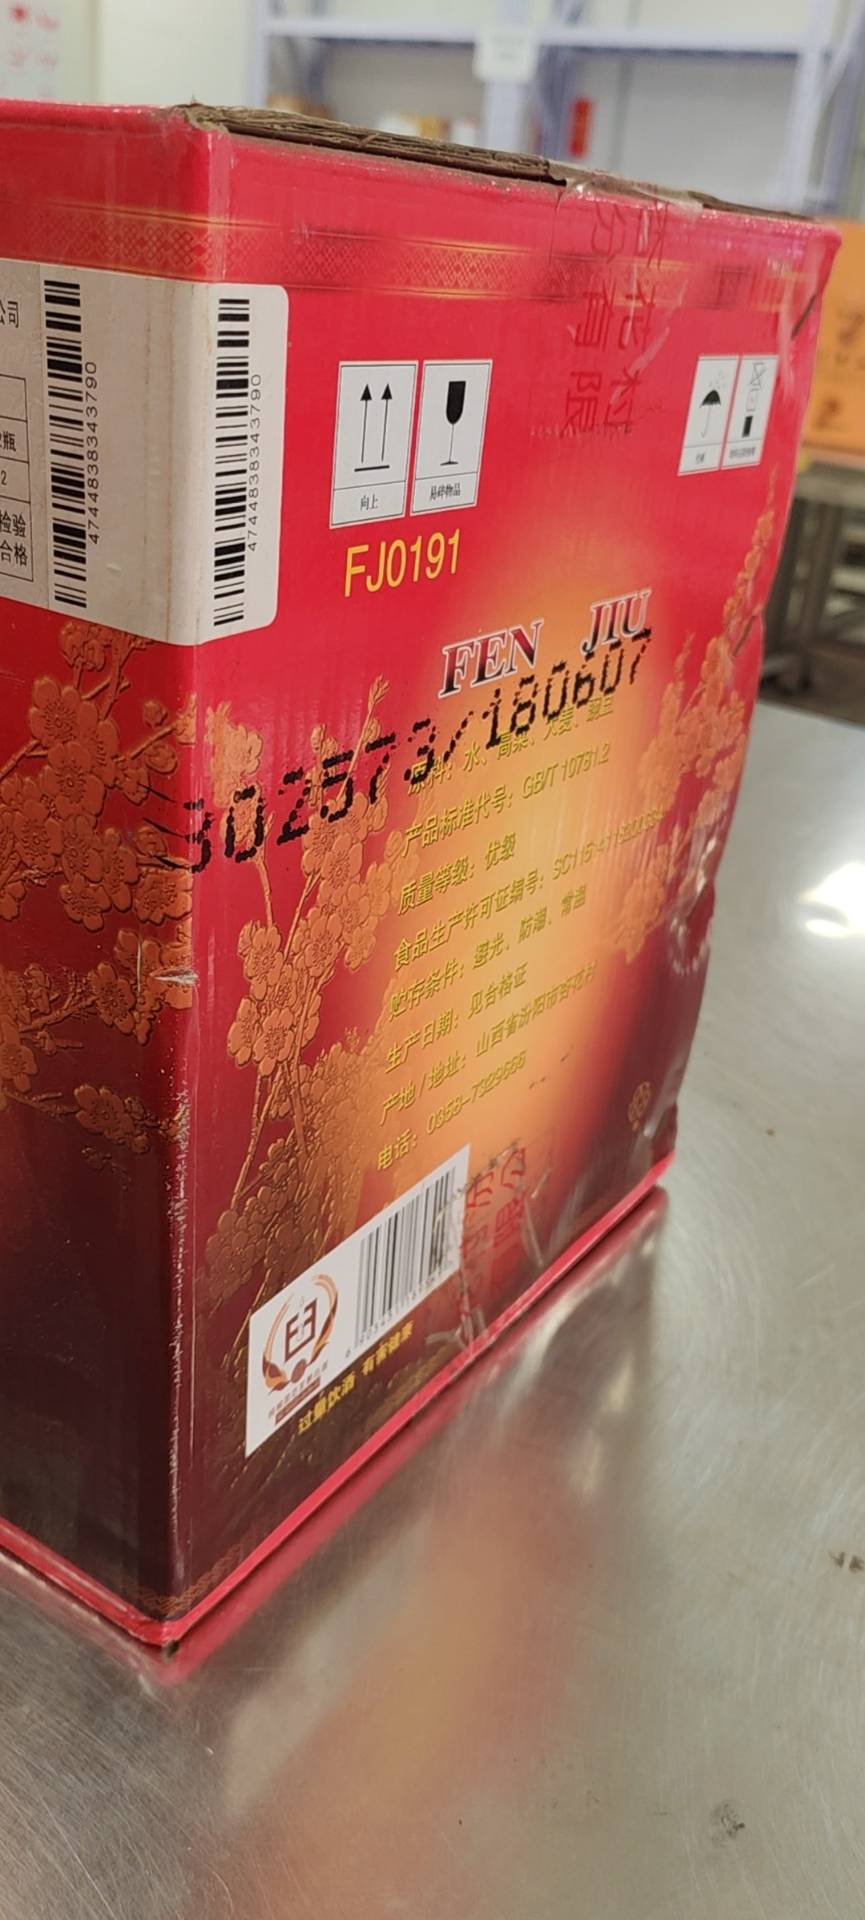 公司
瓶
2
检验
合格
4744838343790
4744838343790
向上
易碎物品
FJ0191
FEN JIU
302573/180607
原料：水、高粱、大麦、豌豆
产品标准代号：GB/T 10781.2
质量等级：优级
食品生产许可证编号：
贮存条件：避光、防潮、常温
生产日期：见合格证
产地/地址：山西省汾阳市杏花村
电话：0358-7329666
过量饮酒 有害健康